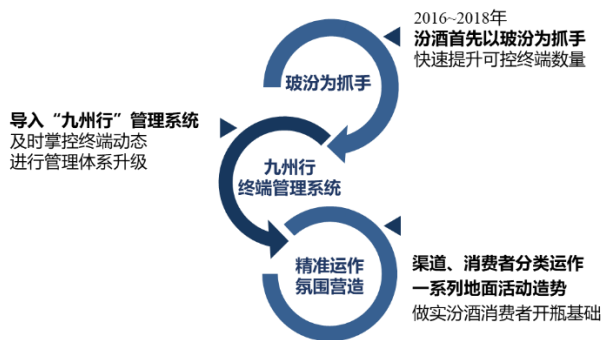 2016~2018年
汾酒首先以玻汾为抓手
快速提升可控终端数量
玻汾为抓手
导入“九州行”管理系统
及时掌控终端动态
进行管理体系升级
九州行
终端管理系统
精准运作
氛围营造
渠道、消费者分类运作
一系列地面活动造势
做实汾酒消费者开瓶基础